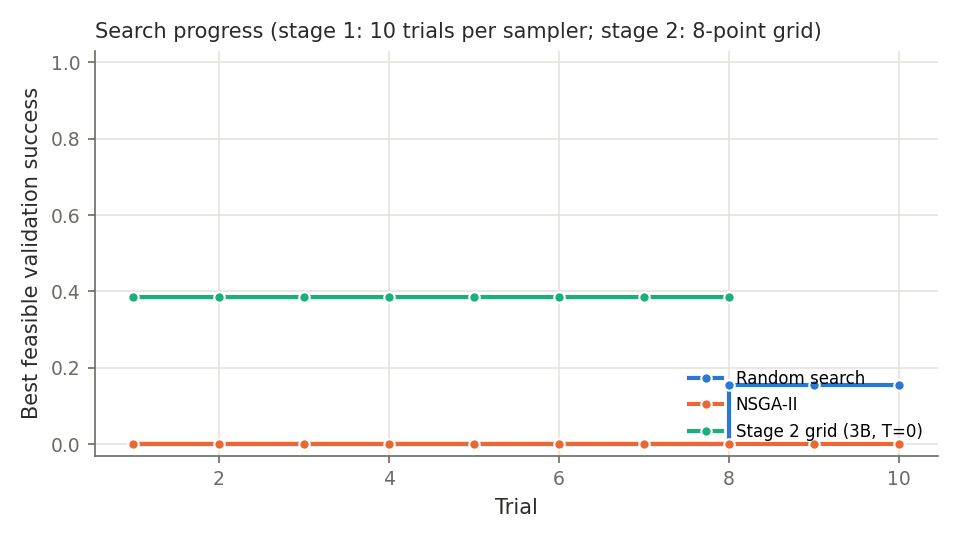 Search progress (stage 1: 10 trials per sampler; stage 2: 8-point grid)
Best feasible validation success
1.0
0.8
0.6
0.4
0.2
0.0
Random search
NSGA-II
Stage 2 grid (3B, T=0)
2
4
6
8
10
Trial